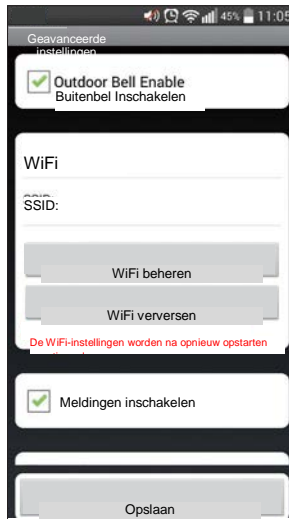 45% 11:05
Geavanceerde
instellingen
Outdoor Bell Enable
Buitenbel Inschakelen
WiFi
SSID:
WiFi beheren
WiFi verversen
De WiFi-instellingen worden na opnieuw opstarten
Meldingen inschakelen
Opslaan